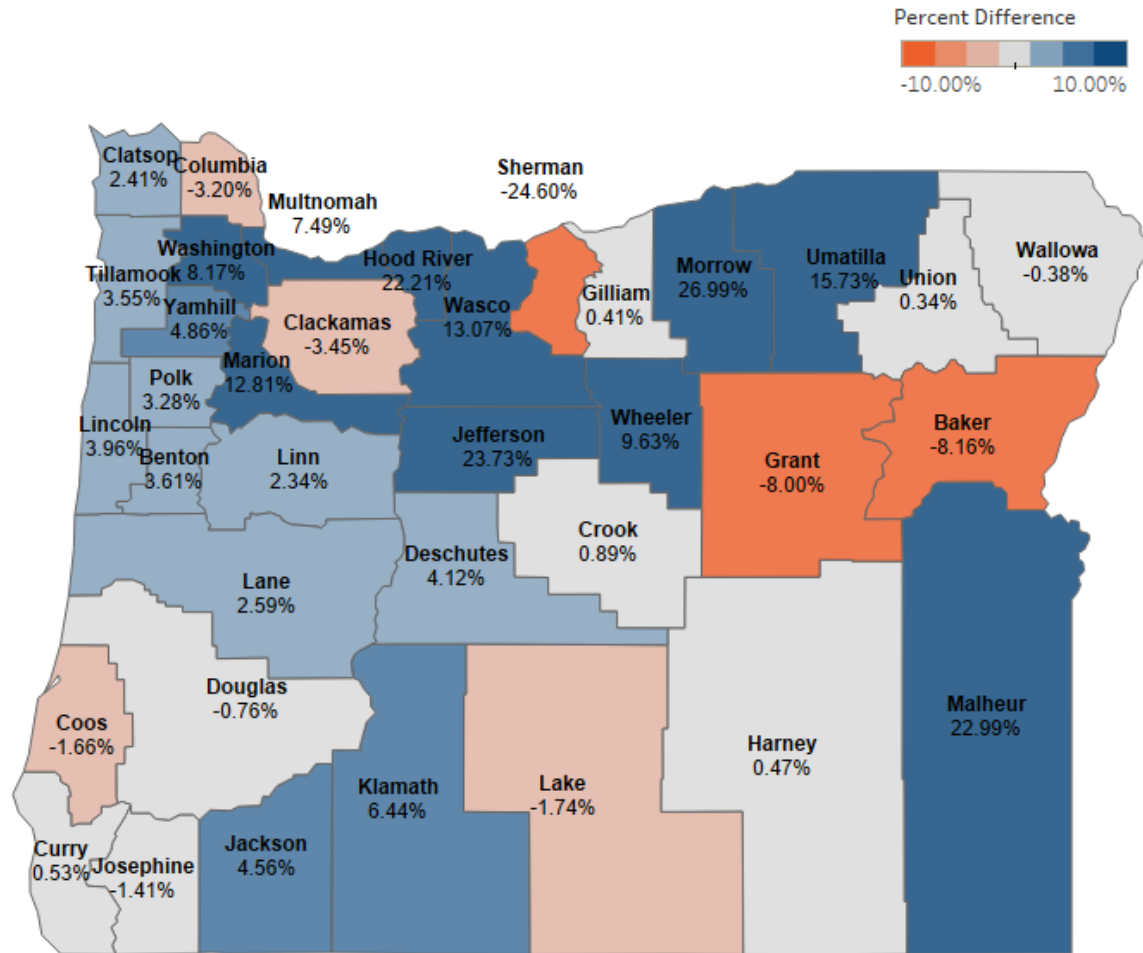 Percent Difference
-10.00% 10.00%
Clatsop
2.41%
Columbia
-3.20%
Sherman
-24.60%
Multnomah
7.49%
Washington
8.17%
Hood River
22.21%
Tillamook
3.55%
Yamhill
4.86%
Clackamas
-3.45%
Wasco
13.07%
Gilliam
0.41%
Morrow
26.99%
Umatilla
15.73%
Union
0.34%
Wallowa
-0.38%
Marion
12.81%
Polk
3.28%
Lincoln
3.96%
Benton
3.61%
Linn
2.34%
Jefferson
23.73%
Wheeler
9.63%
Grant
-8.00%
Baker
-8.16%
Crook
0.89%
Deschutes
4.12%
Lane
2.59%
Douglas
-0.76%
Coos
-1.66%
Klamath
6.44%
Lake
-1.74%
Harney
0.47%
Malheur
22.99%
Curry
0.53%
Josephine
-1.41%
Jackson
4.56%